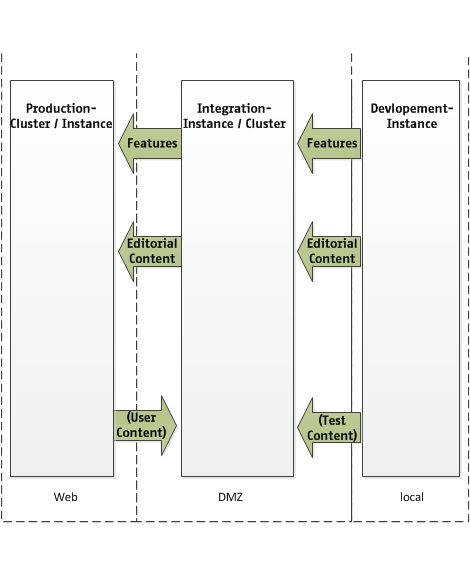 Production-
Cluster / Instance
Integration-
Instance / Cluster
Devlopement-
Instance
Features
Features
Editorial
Content
Editorial
Content
(User
Content)
(Test
Content)
Web
DMZ
local